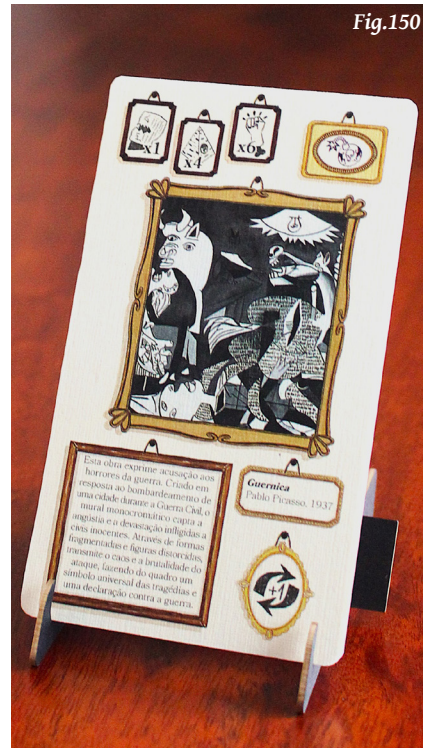 Fig.150
x1
x4
x6
Guernica
Pablo Picasso, 1937
Esta obra exprime acusação aos
horrores da guerra. Criado em
resposta ao bombardeamento de
uma cidade durante a Guerra Civil, o
mural monocromático capta a
angústia e a devastação infligidas a
civis inocentes. Através de formas
fragmentadas e figuras distorcidas,
transmite o caos e a brutalidade do
ataque, fazendo do quadro um
símbolo universal das tragédias e
uma declaração contra a guerra.
+1